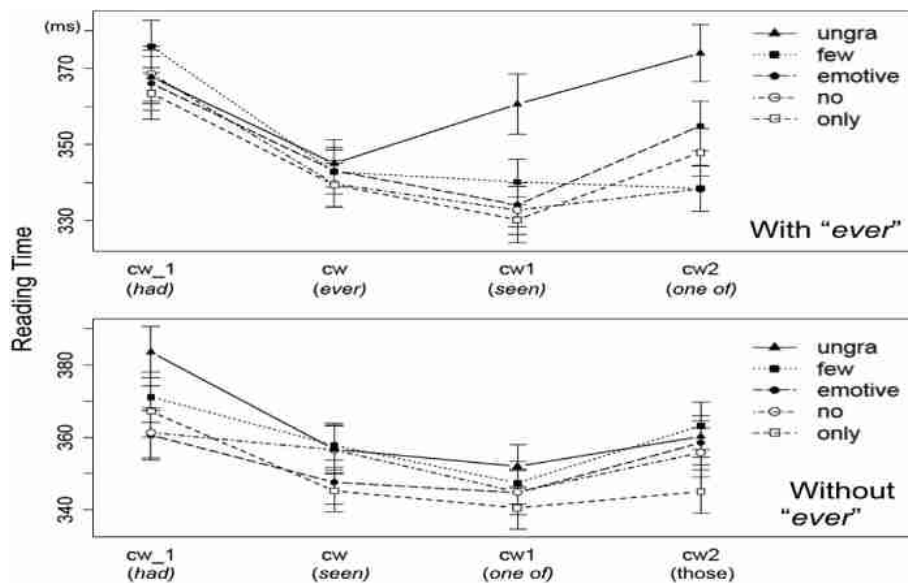 Reading Time
(ms)
370
350
330
ungra
few
emotive
no
only
With "ever"
cw_1 cw cw1 cw2
(had) (ever) (seen) (one of)
380
360
340
ungra
few
emotive
no
only
Without
"ever"
cw_1 cw cw1 cw2
(had) (seen) (one of) (those)